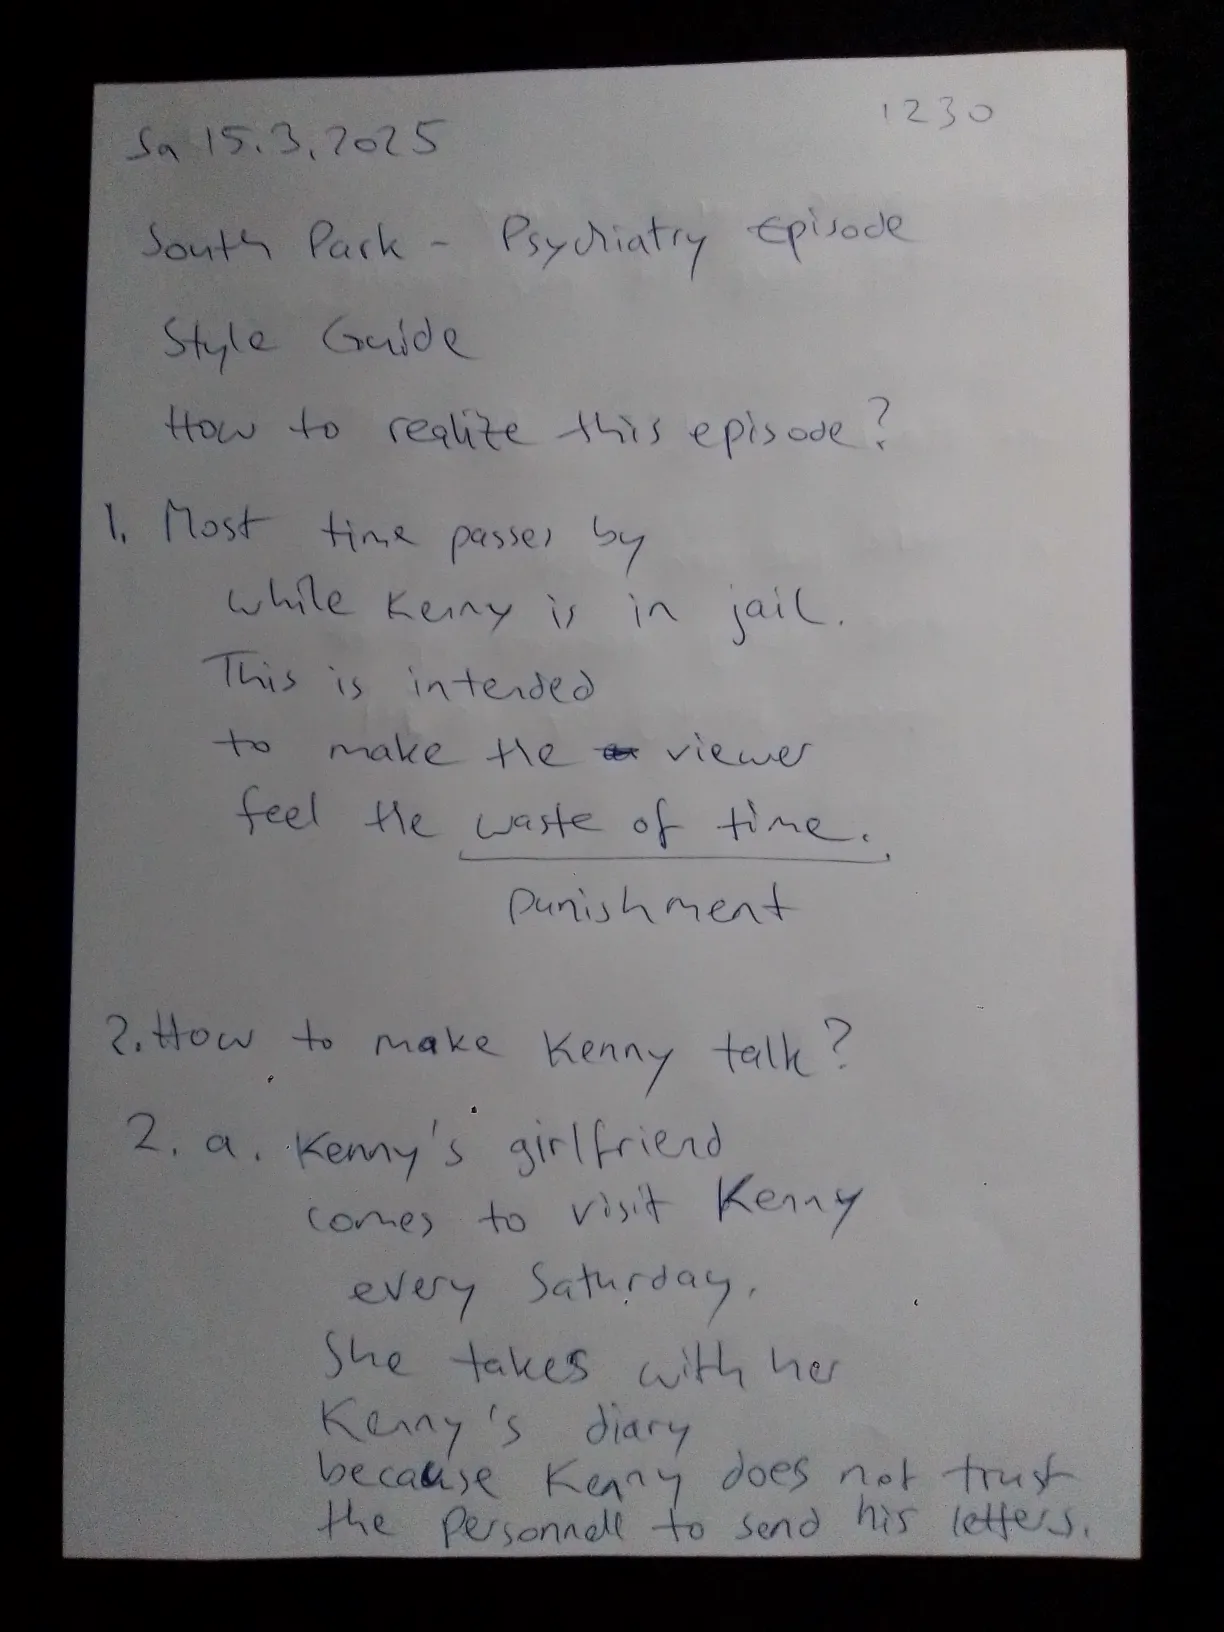 1230
Sa 15.3.2025
South Park - Psychiatry Episode
Style Guide
How to realize this episode?
1. Most time passes by
while Kenny is in jail.
This is intended
to make the viewer
feel the waste of time.
Punishment
2. How to make Kenny talk?
2. a. Kenny's girlfriend
comes to visit Kenny
every Saturday.
She takes with her
Kenny's diary
because Kenny does not trust
the personnell to send his letters.